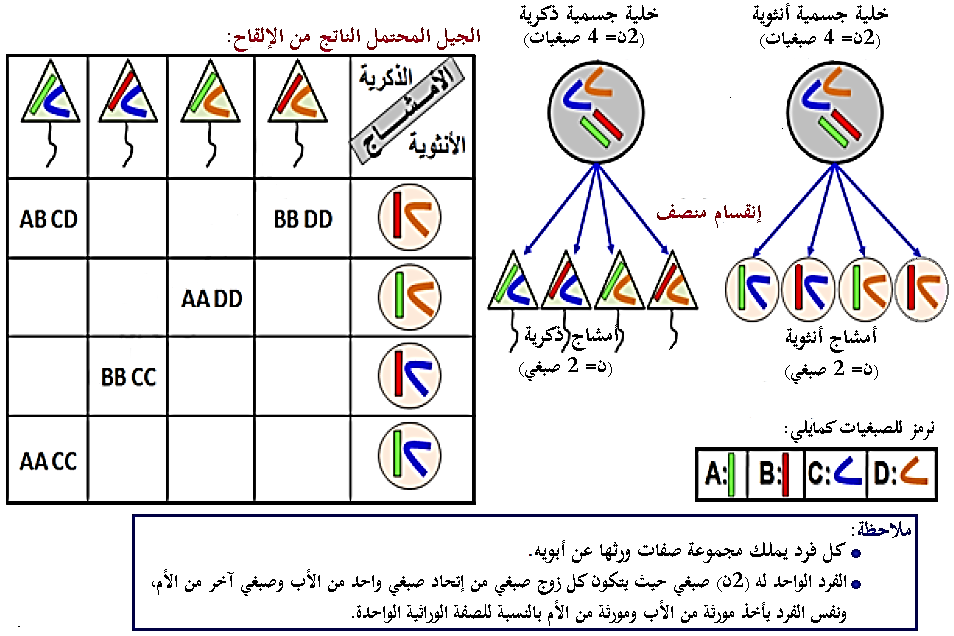 خلية جسمية أنثوية
(2ن= 4 صبغيات)
خلية جسمية ذكرية
(2ن= 4 صبغيات)
الجيل المحتمل الناتج من الإلقاح:
الذكرية
الأمشاج
الأنثوية
AB CD
BB DD
AA DD
BB CC
AA CC
إنقسام منصف
أمشاج أنثوية
(ن= 2 صبغي)
أمشاج ذكرية
(ن= 2 صبغي)
نرمز للصبغيات كمايلي:
A: B: C: D:
ملاحظة:
كل فرد يملك مجموعة صفات ورثها عن أبويه.
الفرد الواحد له (2ن) صبغي حيث يتكون كل زوج صبغي من إتحاد صبغي واحد من الأب وصبغي آخر من الأم،
ونفس الفرد يأخذ مورثة من الأب ومورثة من الأم بالنسبة للصفة الوراثية الواحدة.